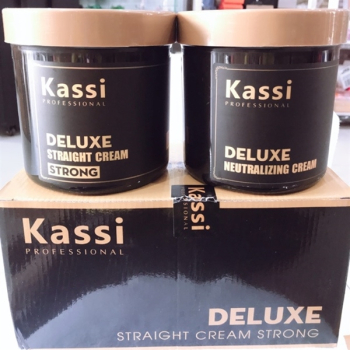 Kassi
PROFESSIONAL
DELUXE
STRAIGHT CREAM
STRONG
Kassi
PROFESSIONAL
DELUXE
NEUTRALIZING CREAM
Kassi
PROFESSIONAL
Kassi
DELUXE
STRAIGHT CREAM STRONG